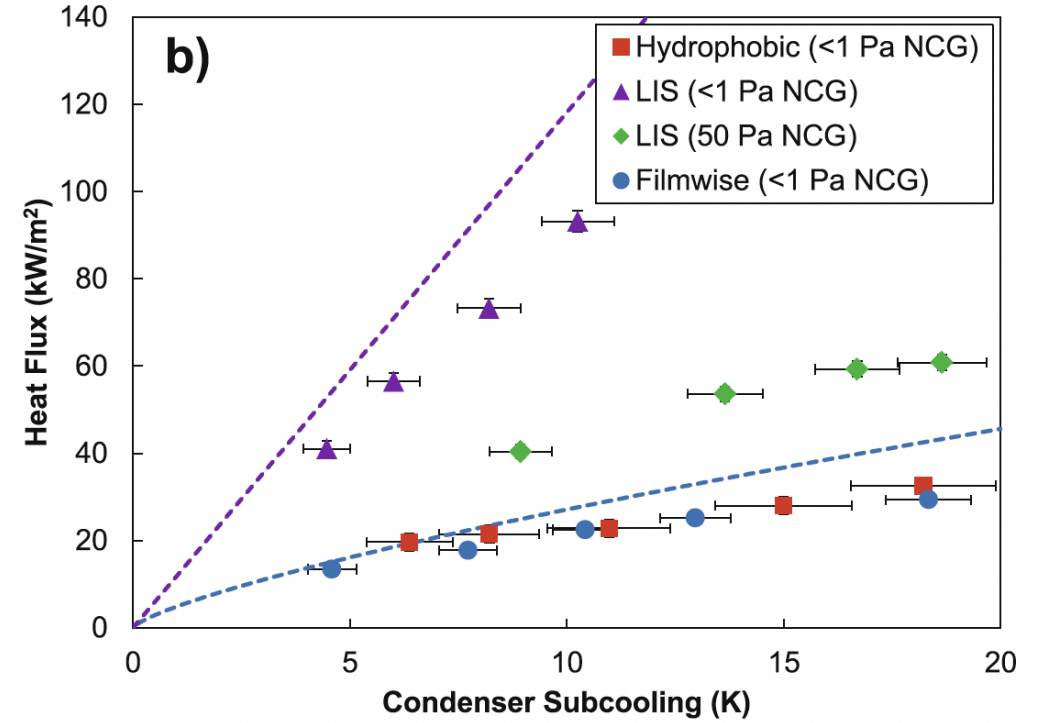 b)
Hydrophobic (<1 Pa NCG)
LIS (<1 Pa NCG)
LIS (50 Pa NCG)
Filmwise (<1 Pa NCG)
Heat Flux (kW/m²)
140
120
100
80
60
40
20
0
0 5 10 15 20
Condenser Subcooling (K)